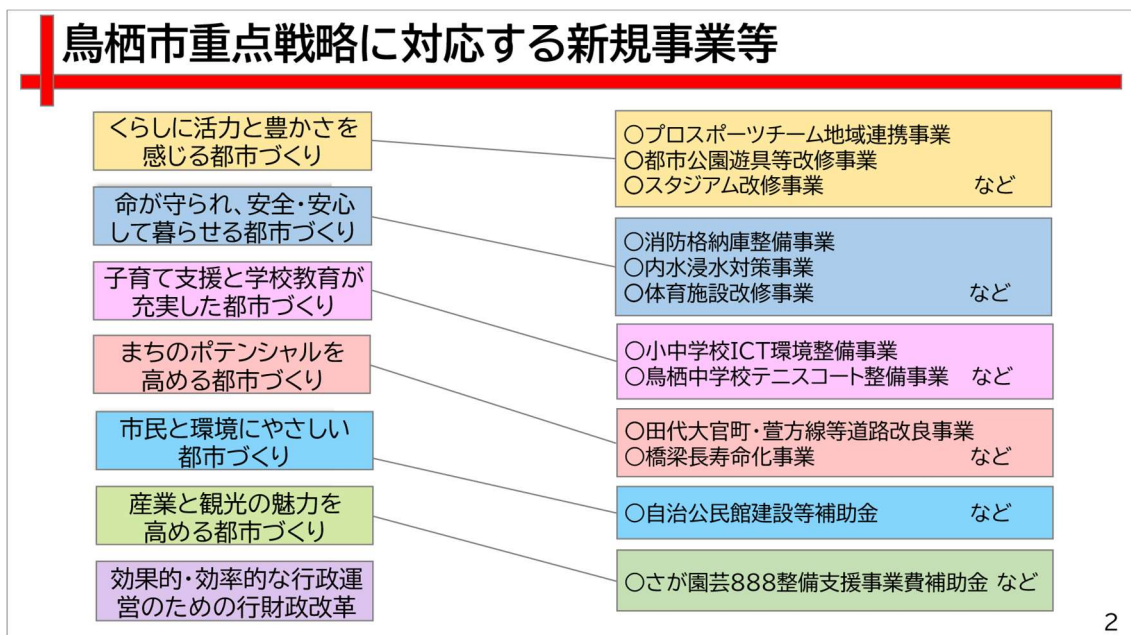 鳥栖市重点戦略に対応する新規事業等
くらしに活力と豊かさを
感じる都市づくり
命が守られ、安全・安心
して暮らせる都市づくり
子育て支援と学校教育が
充実した都市づくり
まちのポテンシャルを
高める都市づくり
市民と環境にやさしい
都市づくり
産業と観光の魅力を
高める都市づくり
効果的・効率的な行政運
営のための行財政改革
○プロスポーツチーム地域連携事業
○都市公園遊具等改修事業
○スタジアム改修事業 など
○消防格納庫整備事業
○内水浸水対策事業
○体育施設改修事業 など
○小中学校ICT環境整備事業
○鳥栖中学校テニスコート整備事業 など
○田代大官町・萱方線等道路改良事業
○橋梁長寿命化事業 など
○自治公民館建設等補助金 など
○さが園芸888整備支援事業費補助金 など
2